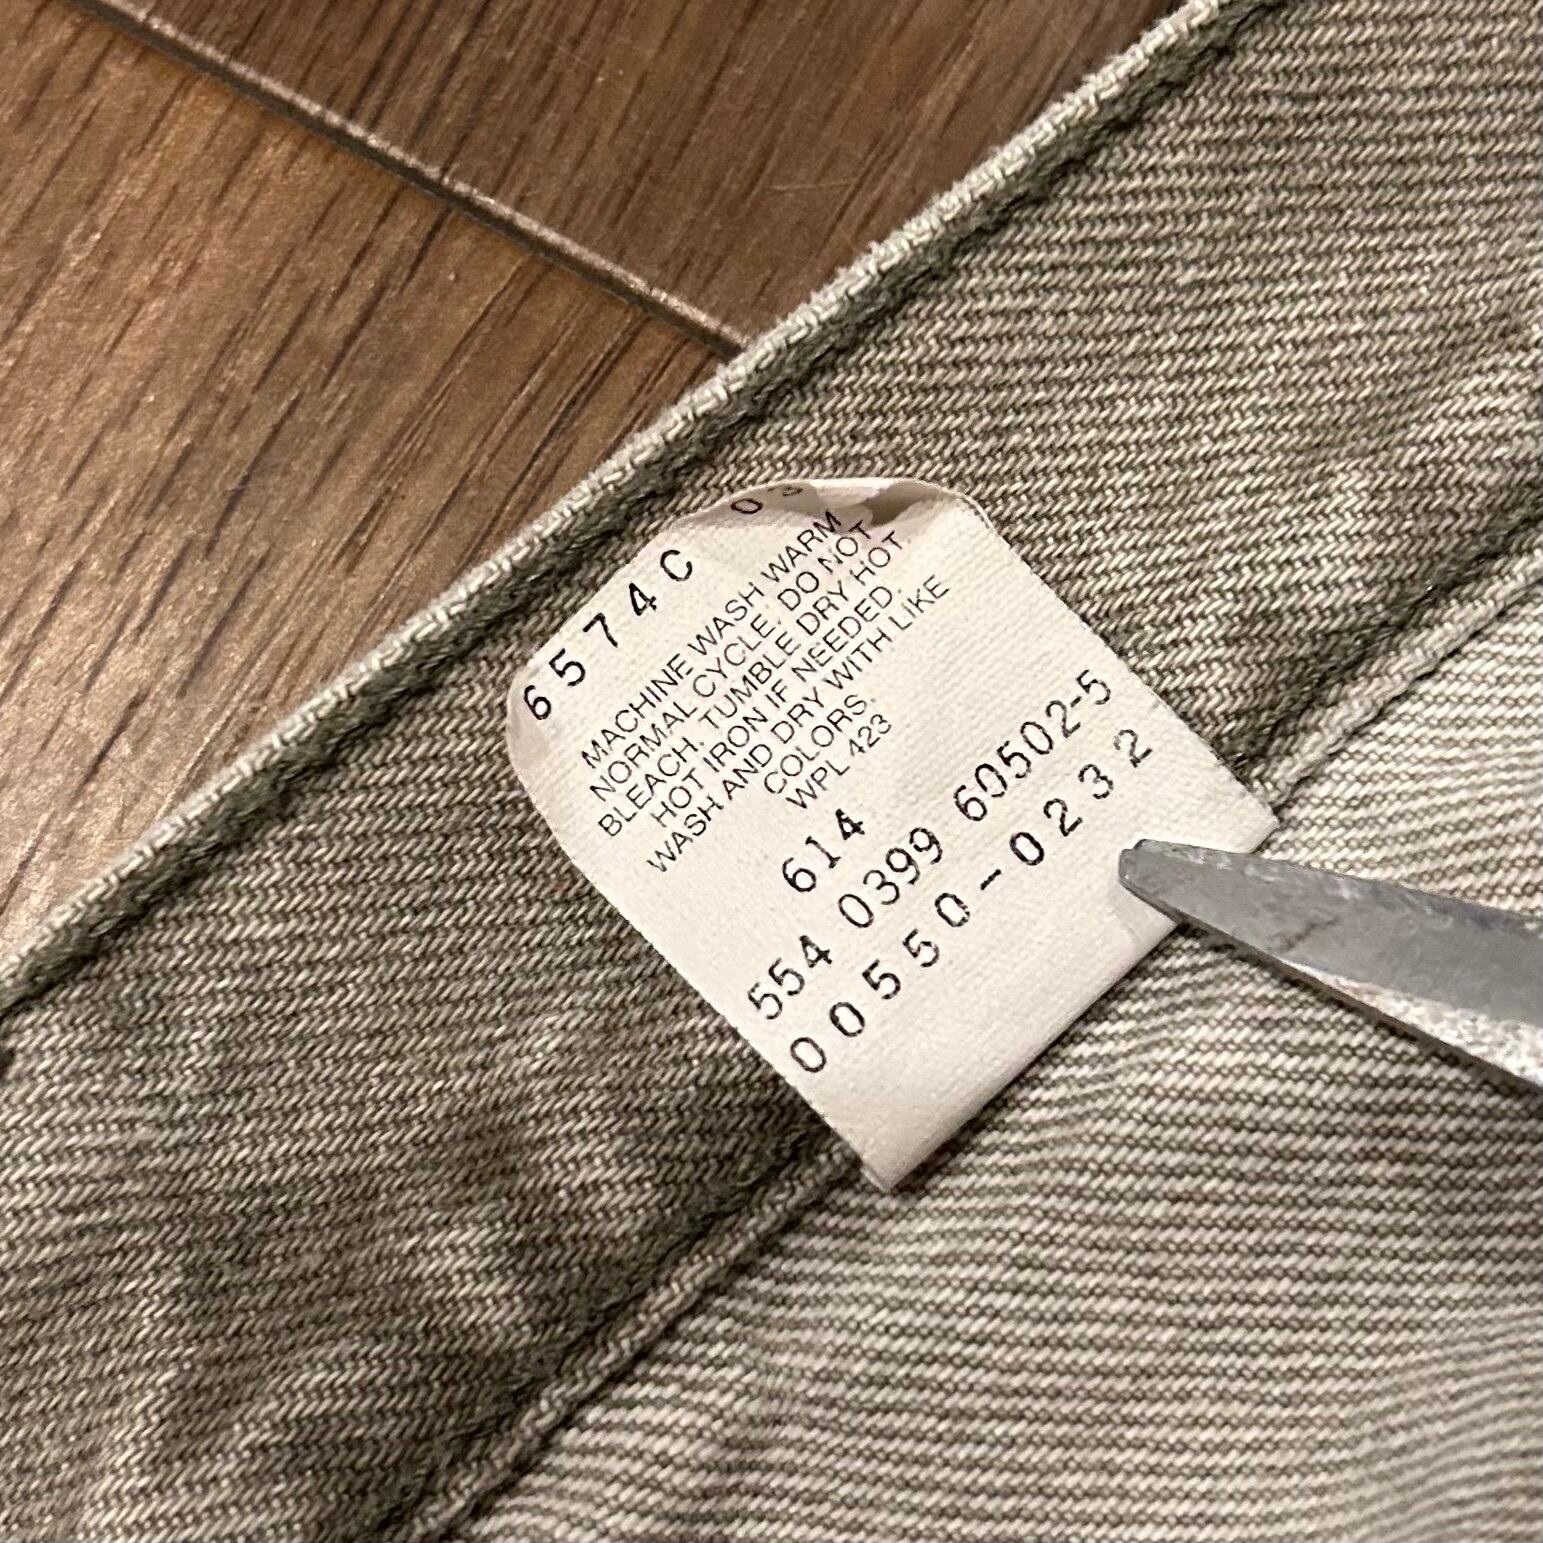 6574C
MACHINE WASH WARM
NORMAL CYCLE. DO NOT
BLEACH. TUMBLE DRY HOT
HOT IRON IF NEEDED.
WASH AND DRY WITH LIKE
COLORS.
WPL 423
614
554 0399 60502-5
00550-0232